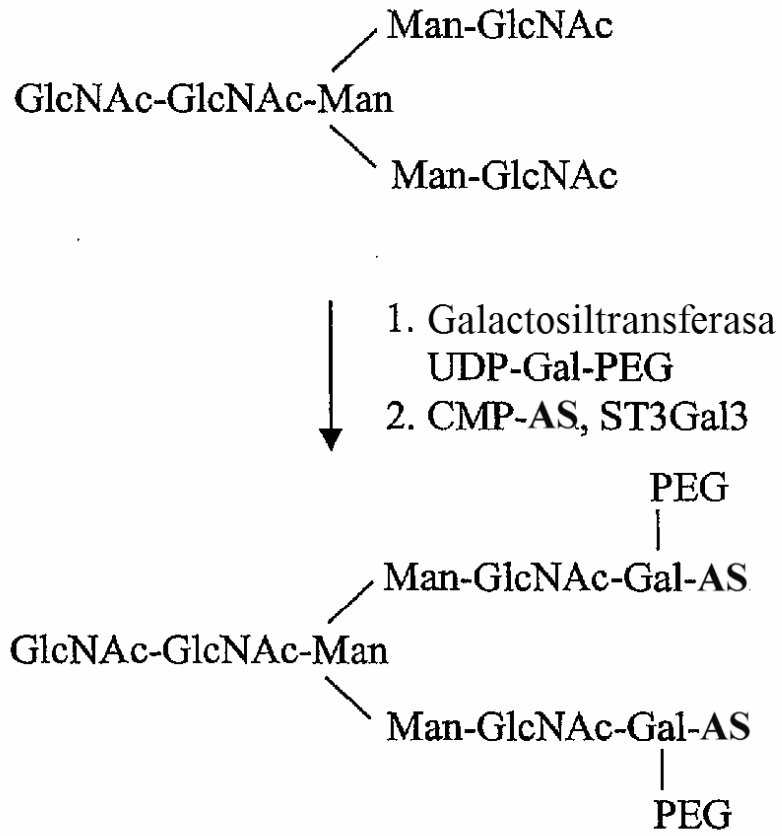 Man-GlcNAc
GlcNAc-GlcNAc-Man
Man-GlcNAc
1. Galactosiltransferasa
UDP-Gal-PEG
2. CMP-AS, ST3Gal3
PEG
Man-GlcNAc-Gal-AS
GlcNAc-GlcNAc-Man
Man-GlcNAc-Gal-AS
PEG